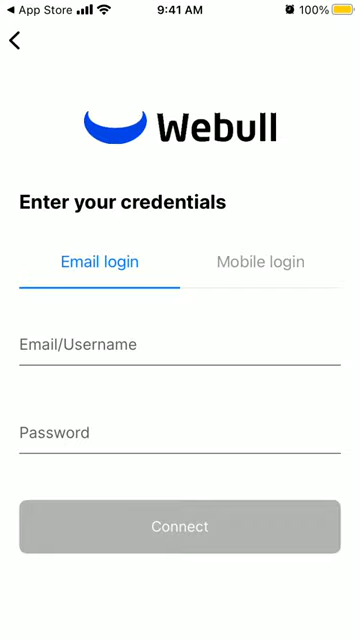 ◀ App Store 9:41 AM 100%
Webull
Enter your credentials
Email login Mobile login
Email/Username
Password
Connect